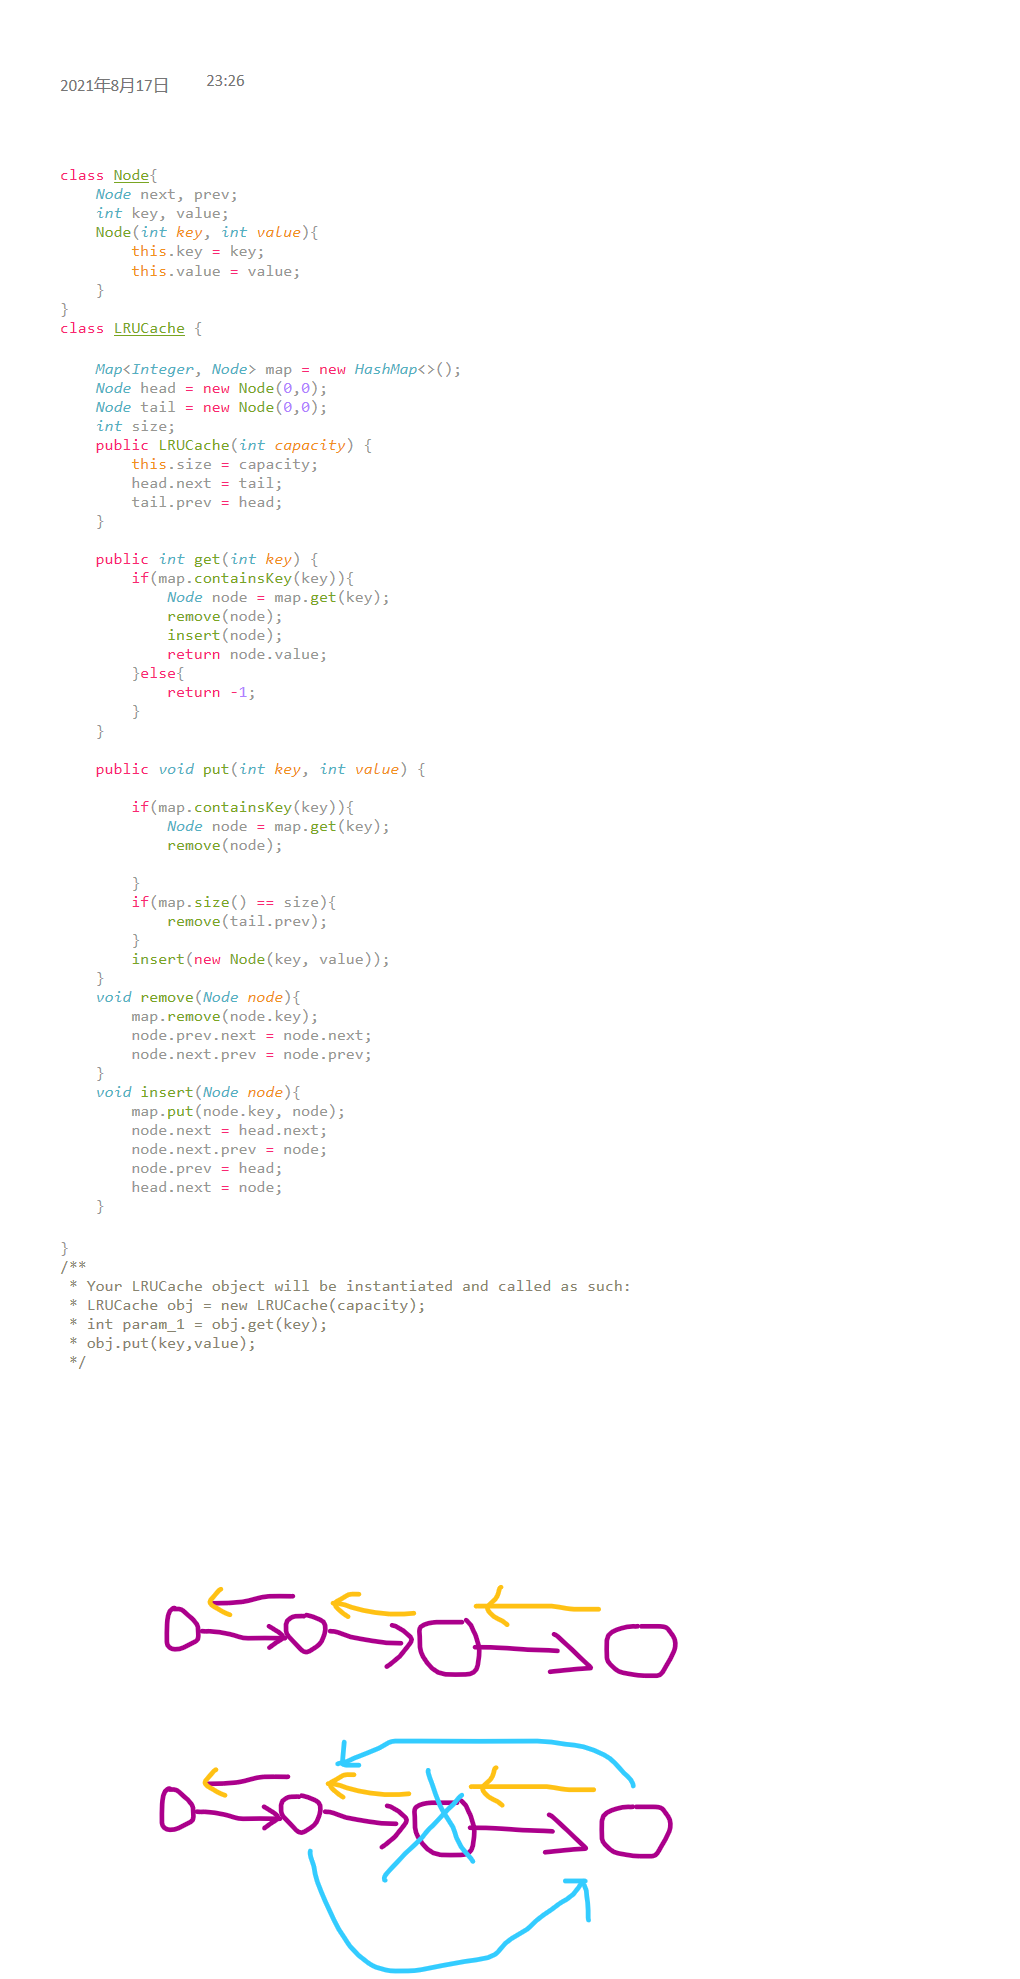 2021年8月17日 23:26
class Node{
    Node next, prev;
    int key, value;
    Node(int key, int value){
        this.key = key;
        this.value = value;
    }
}
class LRUCache {
    Map<Integer, Node> map = new HashMap<>();
    Node head = new Node(0,0);
    Node tail = new Node(0,0);
    int size;
    public LRUCache(int capacity) {
        this.size = capacity;
        head.next = tail;
        tail.prev = head;
    }
    public int get(int key) {
        if(map.containsKey(key)){
            Node node = map.get(key);
            remove(node);
            insert(node);
            return node.value;
        }else{
            return -1;
        }
    }
    public void put(int key, int value) {
        if(map.containsKey(key)){
            Node node = map.get(key);
            remove(node);
        }
        if(map.size() == size){
            remove(tail.prev);
        }
        insert(new Node(key, value));
    }
    void remove(Node node){
        map.remove(node.key);
        node.prev.next = node.next;
        node.next.prev = node.prev;
    }
    void insert(Node node){
        map.put(node.key, node);
        node.next = head.next;
        node.next.prev = node;
        node.prev = head;
        head.next = node;
    }
}
/**
 * Your LRUCache object will be instantiated and called as such:
 * LRUCache obj = new LRUCache(capacity);
 * int param_1 = obj.get(key);
 * obj.put(key,value);
 */